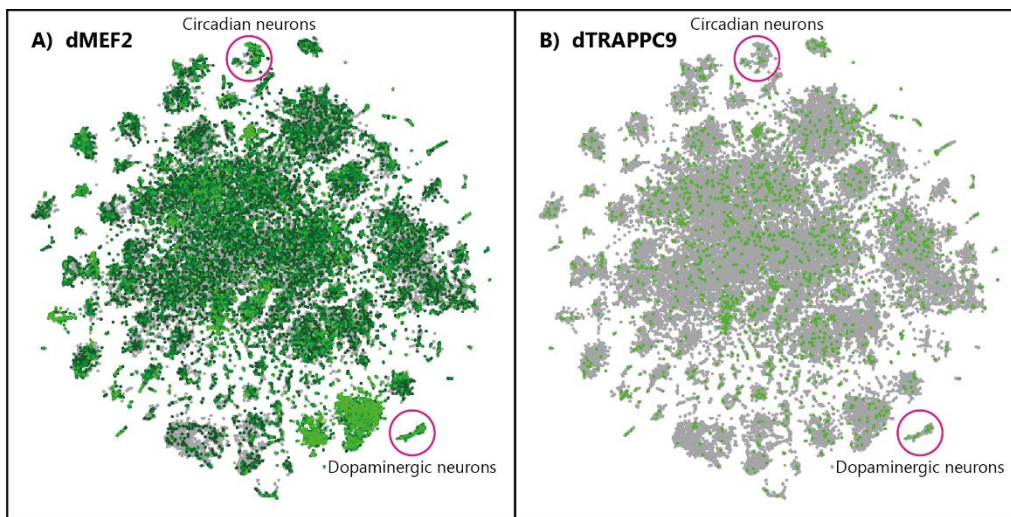 Circadian neurons
A) dMEF2
Dopaminergic neurons
Circadian neurons
B) dTRAPPC9
Dopaminergic neurons